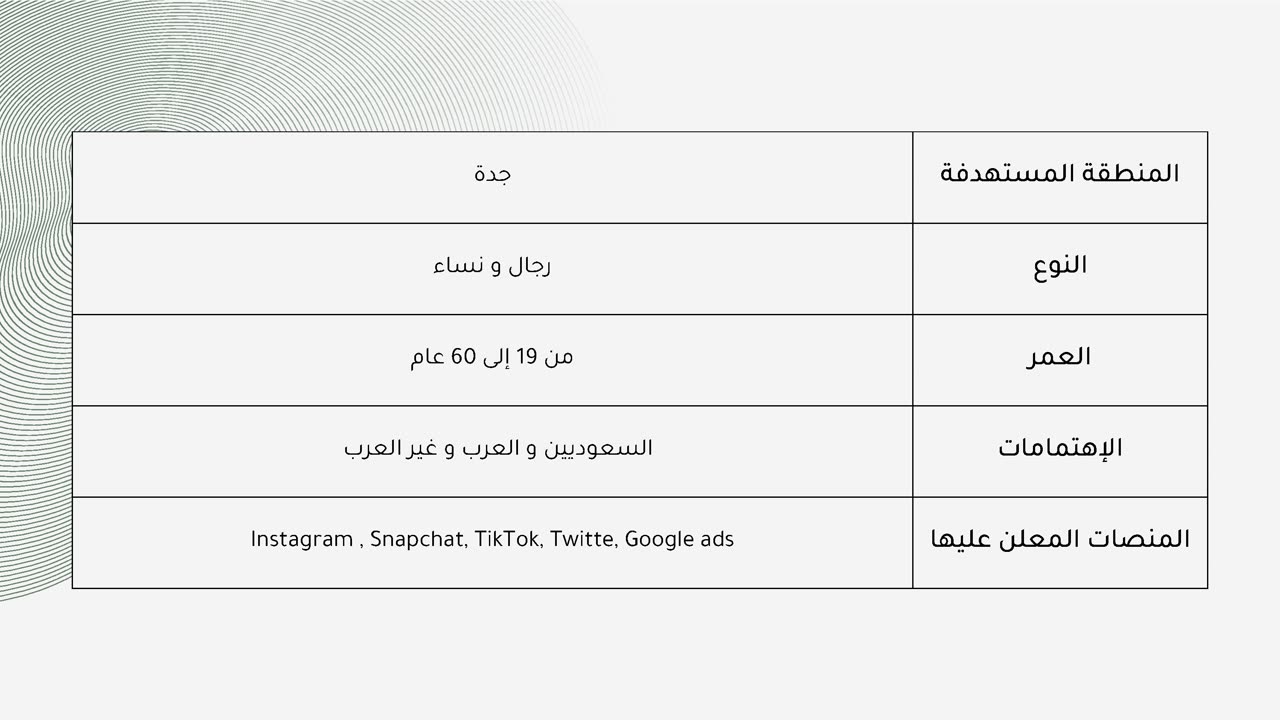 المنطقة المستهدفة
جدة
النوع
رجال و نساء
العمر
من 19 إلى 60 عام
الإهتمامات
السعوديين و العرب و غير العرب
المنصات المعلن عليها
Instagram , Snapchat, TikTok, Twitte, Google ads